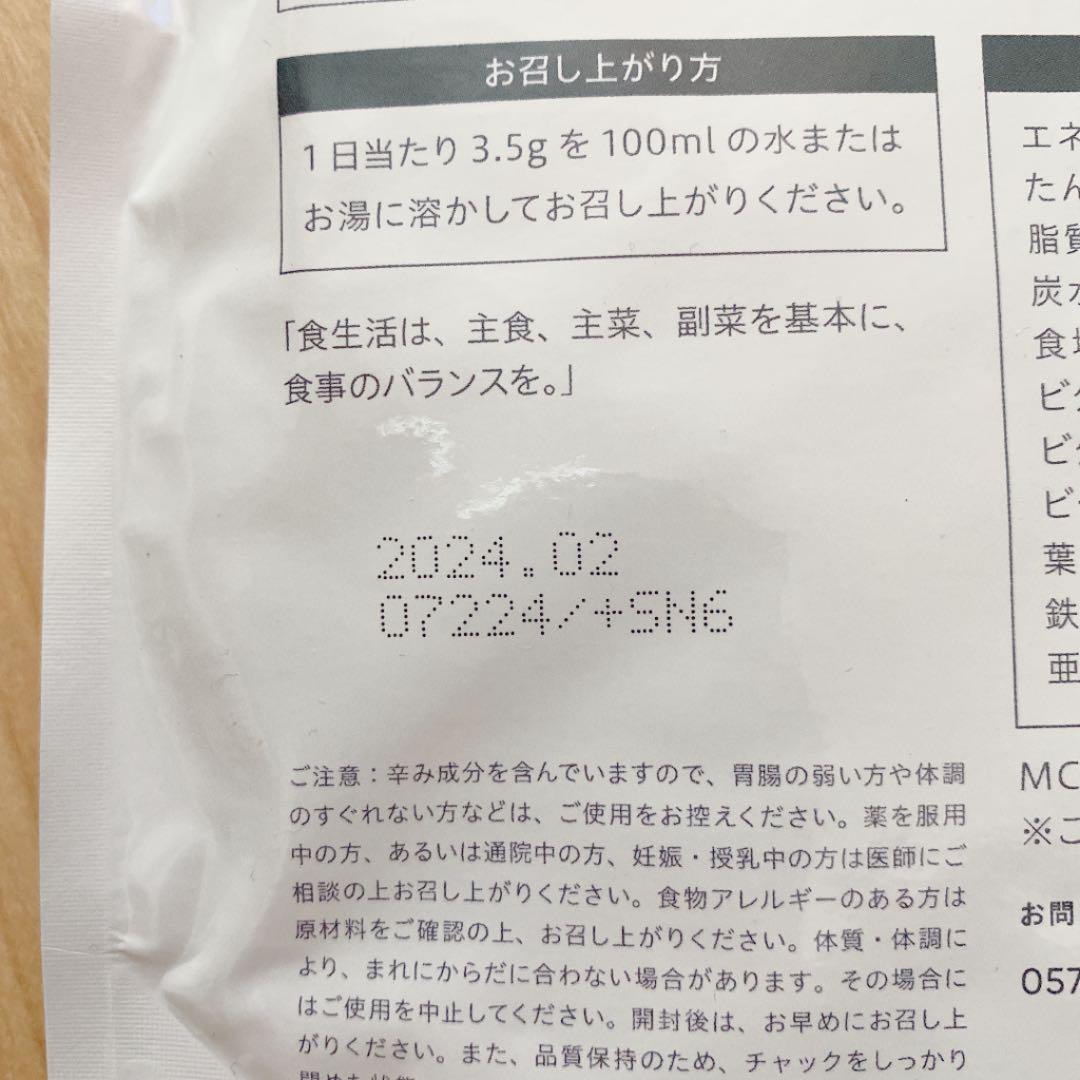 お召し上がり方
1日当たり3.5gを100mlの水または
お湯に溶かしてお召し上がりください。
「食生活は、主食、主菜、副菜を基本に、
食事のバランスを。」
2024.02
07224/+SN6
ご注意：辛み成分を含んでいますので、胃腸の弱い方や体調
のすぐれない方などは、ご使用をお控えください。薬を服用
中の方、あるいは通院中の方、妊娠・授乳中の方は医師にご
相談の上お召し上がりください。食物アレルギーのある方は
原材料をご確認の上、お召し上がりください。体質・体調に
より、まれにからだに合わない場合があります。その場合に
はご使用を中止してください。開封後は、お早めにお召し上
がりください。また、品質保持のため、チャックをしっかり
エネ
たん
脂質
炭水
食塩
ビタ
ビタ
ビ
葉
鉄
亜
MC
※こ
お問
057